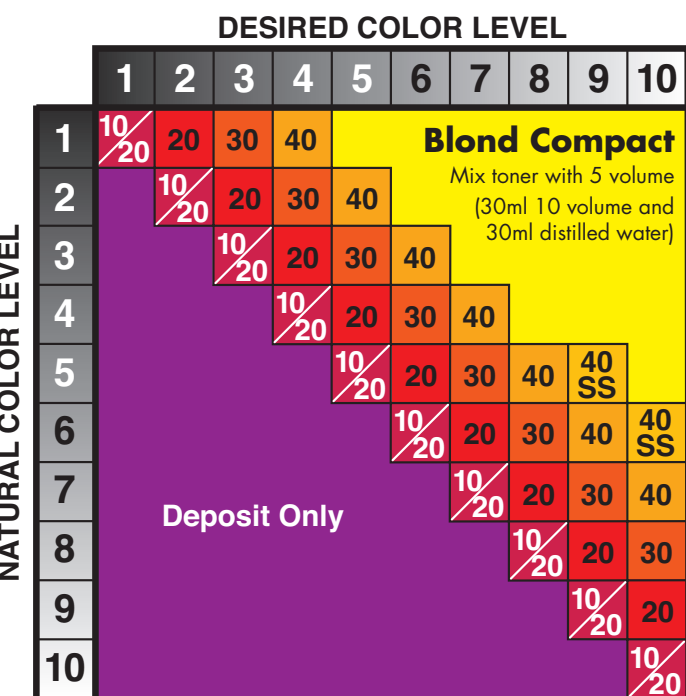 DESIRED COLOR LEVEL
1 2 3 4 5 6 7 8 9 10
NATURAL COLOR LEVEL
1 10/20 20 30 40 Blond Compact
Mix toner with 5 volume
2 10/20 20 30 40 (30ml 10 volume and
30ml distilled water)
3 10/20 20 30 40
4 10/20 20 30 40
5 10/20 20 30 40 40 SS
6 10/20 20 30 40 40 SS
7 10/20 20 30 40
Deposit Only
8 10/20 20 30
9 10/20 20
10 10/20